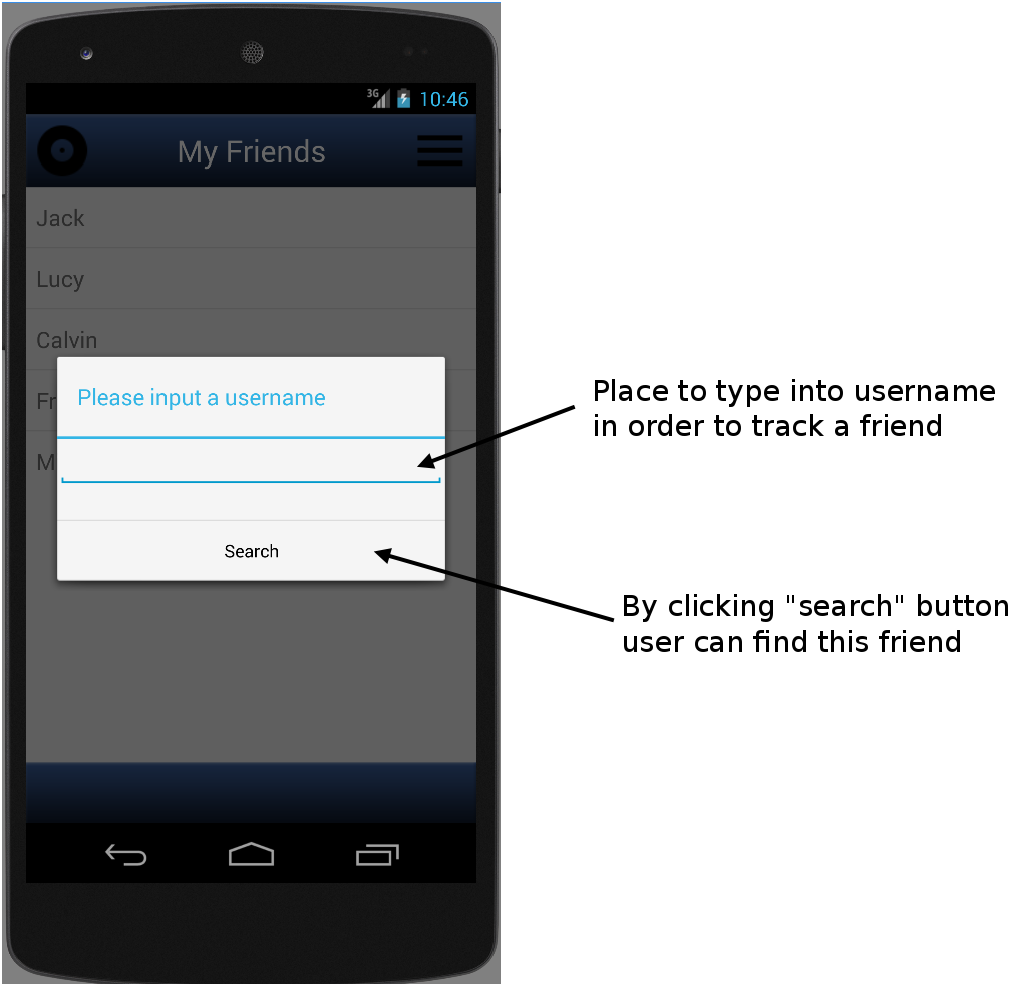 3G 10:46
My Friends
Jack
Lucy
Calvin
Fr
M
Please input a username
Search
Place to type into username
in order to track a friend
By clicking "search" button
user can find this friend